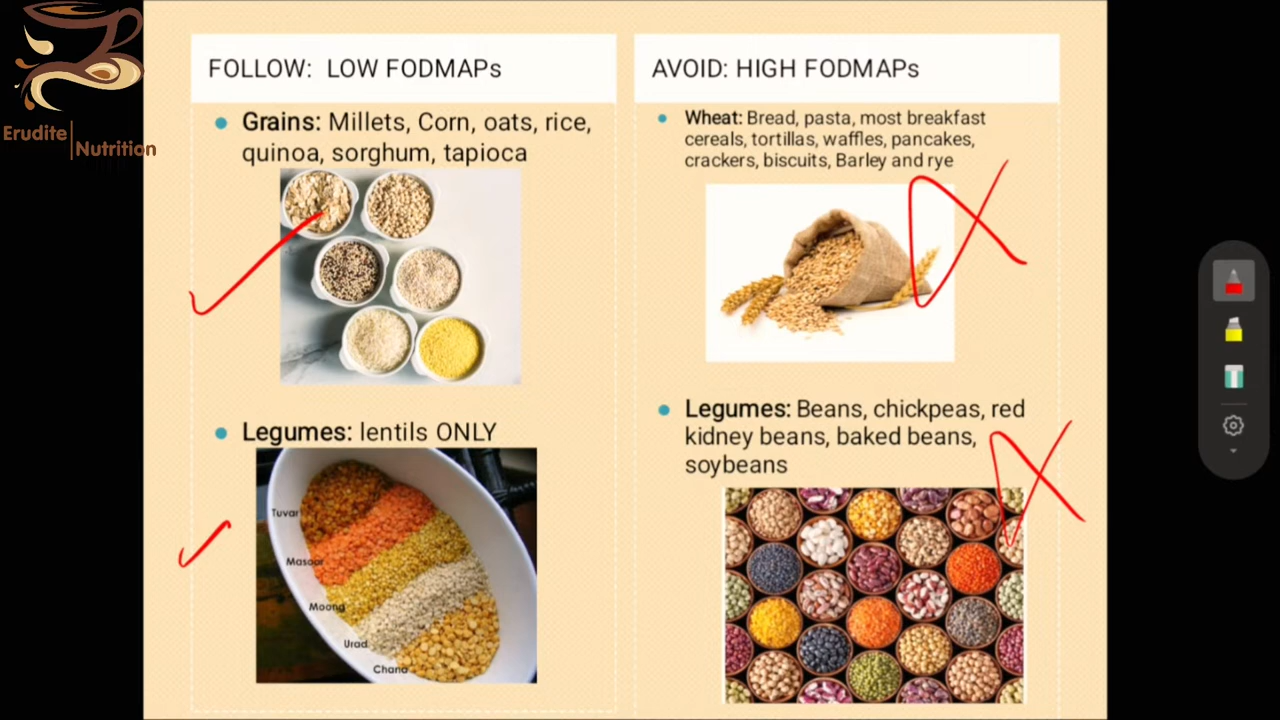 Erudite
Nutrition
FOLLOW: LOW FODMAPs
Grains: Millets, Corn, oats, rice,
quinoa, sorghum, tapioca
Legumes: lentils ONLY
Tuvar
Masoor
Moong
Urad
Chana
AVOID: HIGH FODMAPs
Wheat: Bread, pasta, most breakfast
cereals, tortillas, waffles, pancakes,
crackers, biscuits, Barley and rye
Legumes: Beans, chickpeas, red
kidney beans, baked beans,
soybeans